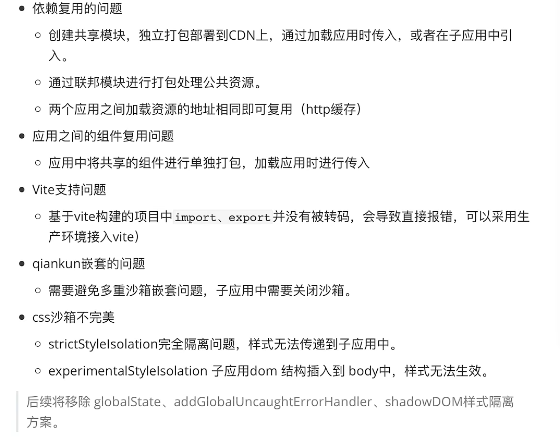 依赖复用的问题
创建共享模块，独立打包部署到CDN上，通过加载应用时传入，或者在子应用中引
入。
通过联邦模块进行打包处理公共资源。
两个应用之间加载资源的地址相同即可复用（http缓存）
应用之间的组件复用问题
应用中将共享的组件进行单独打包，加载应用时进行传入
Vite支持问题
基于vite构建的项目中import、export并没有被转码，会导致直接报错，可以采用生
产环境接入vite）
qiankun嵌套的问题
需要避免多重沙箱嵌套问题，子应用中需要关闭沙箱。
css沙箱不完美
strictStyleIsolation完全隔离问题，样式无法传递到子应用中。
experimentalStyleIsolation 子应用dom 结构插入到 body中，样式无法生效。
后续将移除 globalState、addGlobalUncaughtErrorHandler、shadowDOM样式隔离
方案。